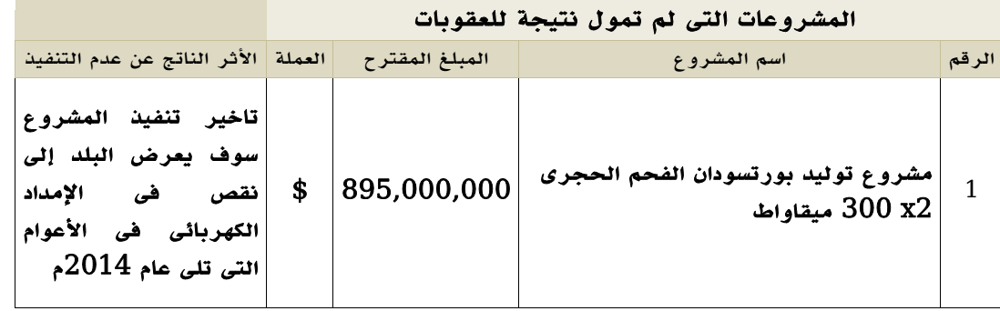 المشروعات التى لم تمول نتيجة للعقوبات
الرقم اسم المشروع المبلغ المقترح العملة الأثر الناتج عن عدم التنفيذ
1
مشروع توليد بورتسودان الفحم الحجرى
300 x2 ميقاواط
895,000,000
$
تاخير تنفيذ المشروع
سوف يعرض البلد إلى
نقص فى الإمداد
الكهربائى فى الأعوام
التى تلى عام 2014م